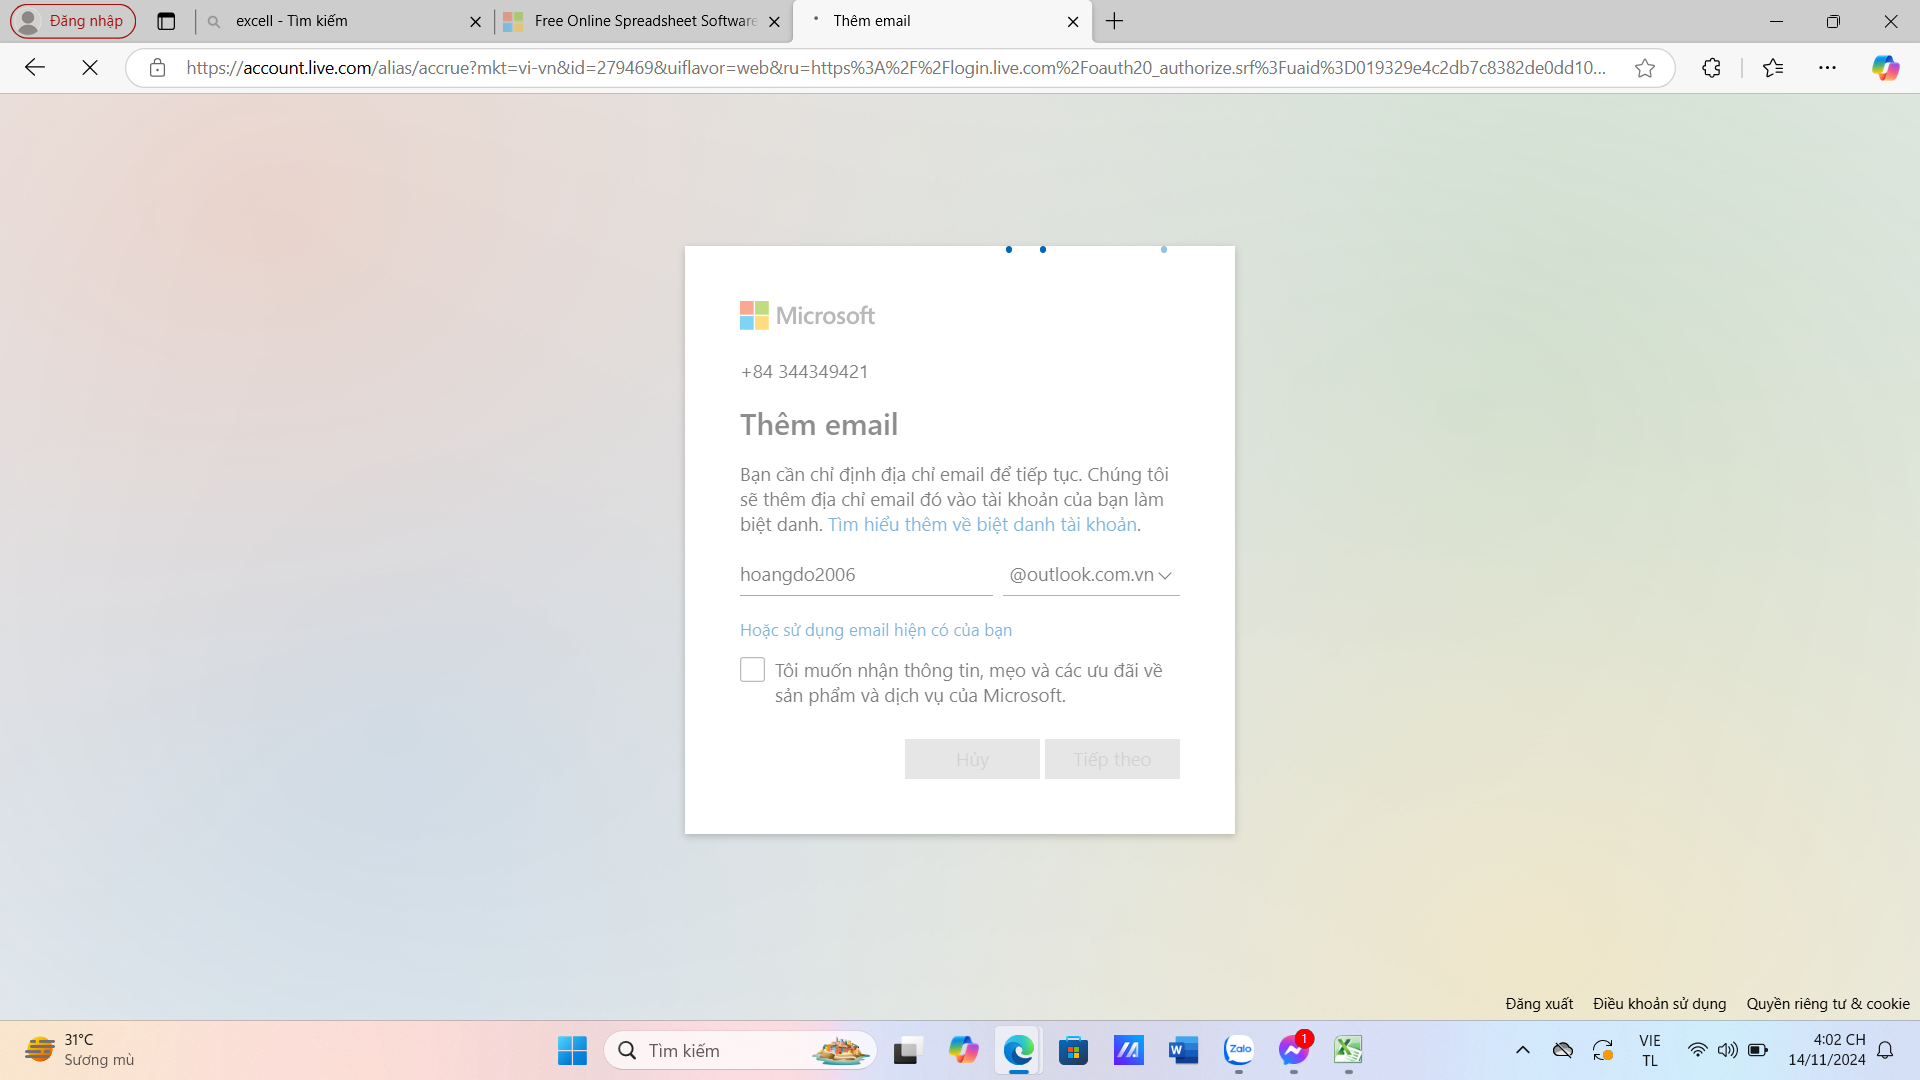 Đăng nhập
excell - Tìm kiếm
Free Online Spreadsheet Software
Thêm email
https://account.live.com/alias/accrue?mkt=vi-vn&id=279469&uiflavor=web&ru=https%3A%2F%2Flogin.live.com%2Foauth20_authorize.srf%3Fuaid%3D019329e4c2db7c8382de0dd10...
Microsoft
+84 344349421
Thêm email
Bạn cần chỉ định địa chỉ email để tiếp tục. Chúng tôi
sẽ thêm địa chỉ email đó vào tài khoản của bạn làm
biệt danh. Tìm hiểu thêm về biệt danh tài khoản.
hoangdo2006 @outlook.com.vn
Hoặc sử dụng email hiện có của bạn
Tôi muốn nhận thông tin, mẹo và các ưu đãi về
sản phẩm và dịch vụ của Microsoft.
Hủy Tiếp theo
Đăng xuất Điều khoản sử dụng Quyền riêng tư & cookie
31°C
Sương mù
Tìm kiếm
Zalo
1
VIE
TL
4:02 CH
14/11/2024